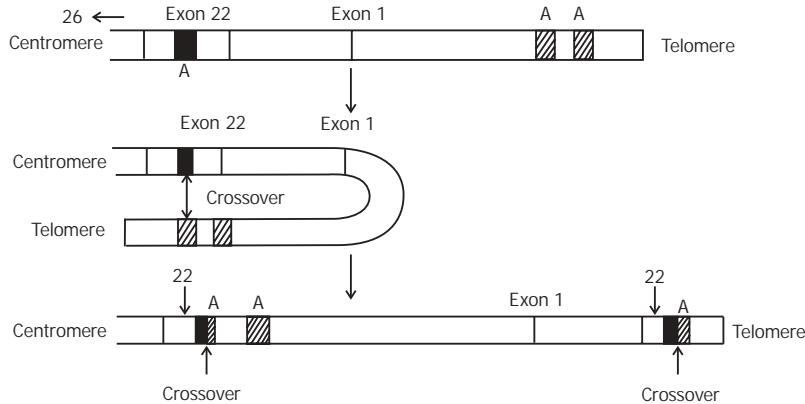 26
Exon 22
Exon 1
A
A
Centromere
Telomere
A
Exon 22
Exon 1
Centromere
Crossover
Telomere
22
A
A
Exon 1
22
A
Centromere
Telomere
Crossover
Crossover